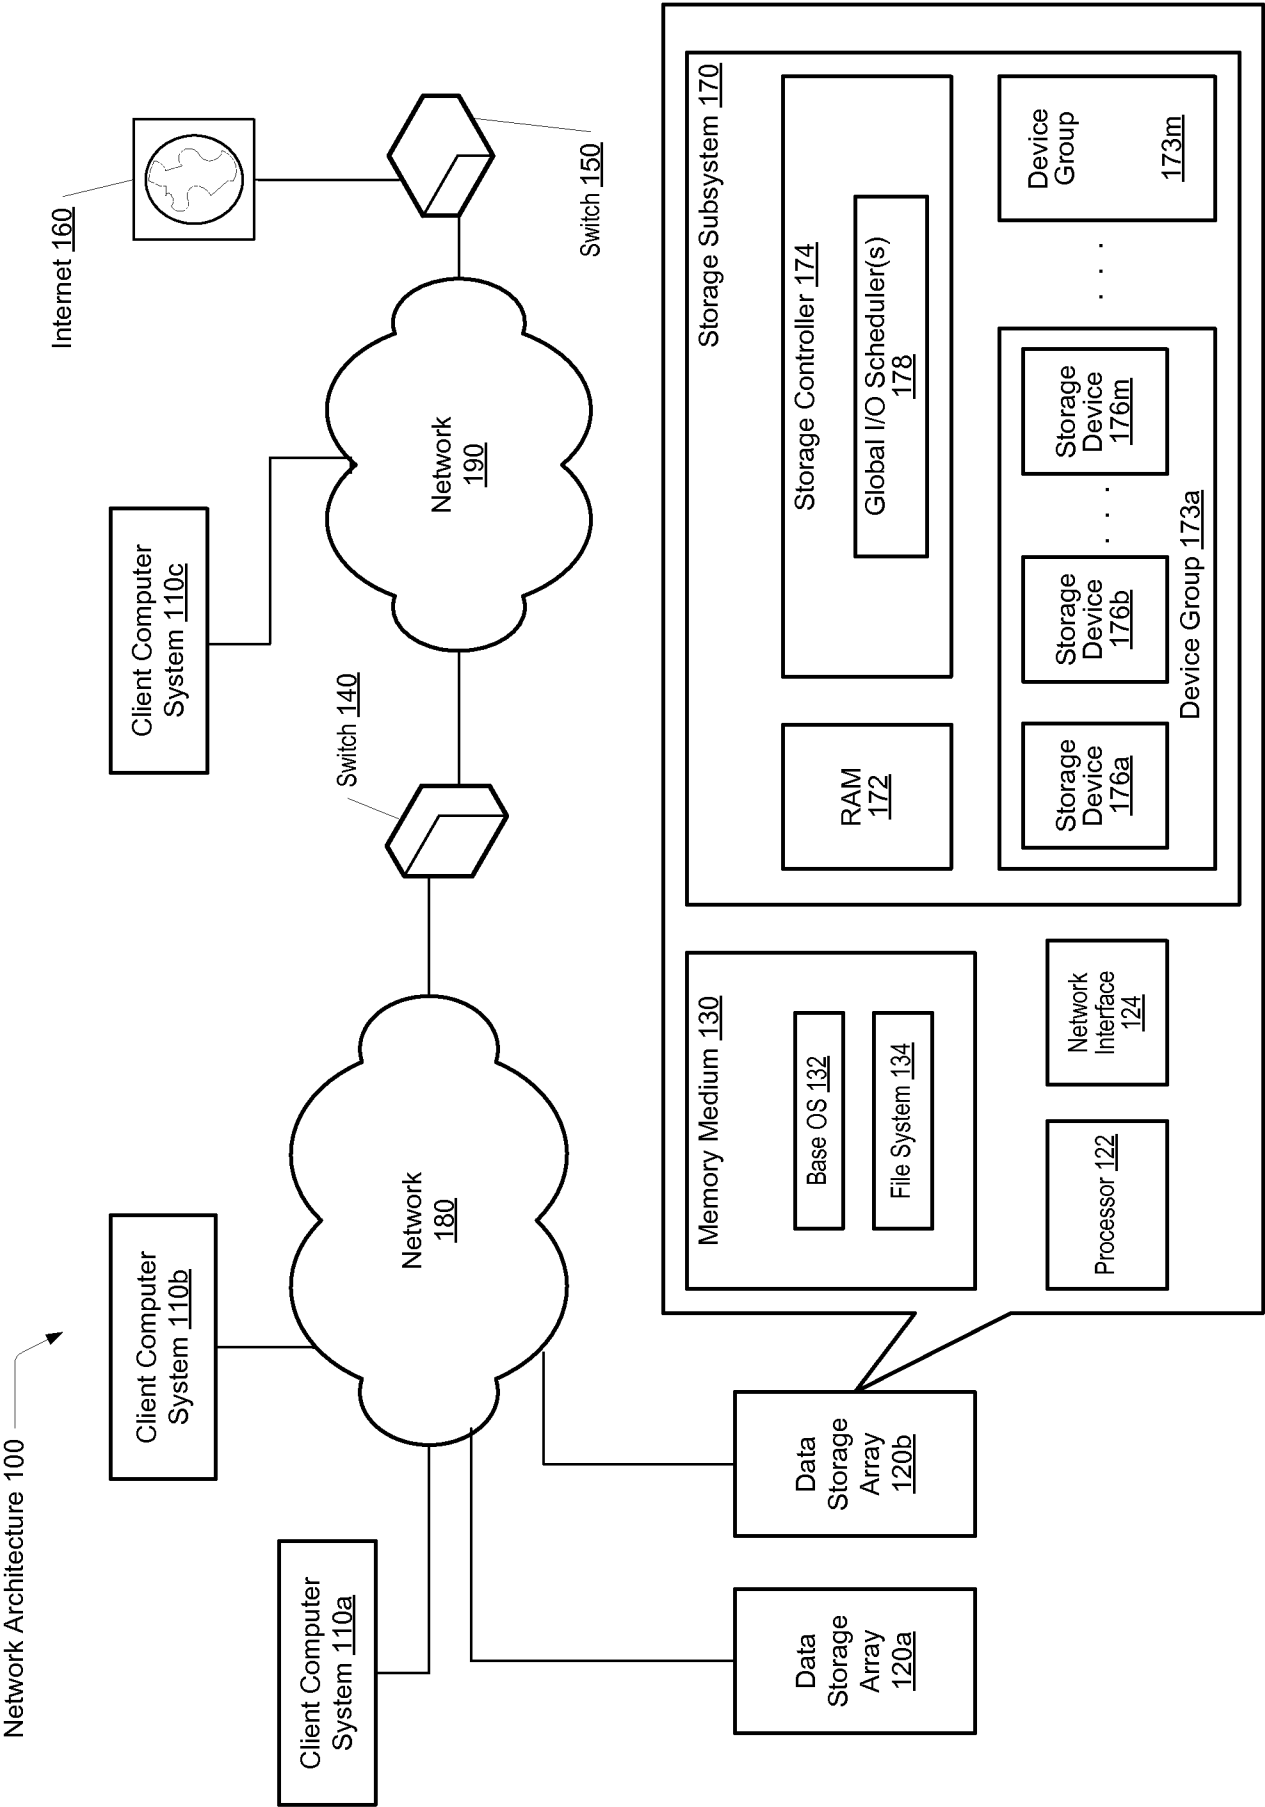 Network Architecture 100
Client Computer
System 110a
Client Computer
System 110b
Client Computer
System 110c
Internet 160
Switch 140
Switch 150
Network
180
Network
190
Data
Storage
Array
120a
Data
Storage
Array
120b
Memory Medium 130
Base OS 132
File System 134
Processor 122
Network
Interface
124
Storage Subsystem 170
RAM
172
Storage Controller 174
Global I/O Scheduler(s)
178
Storage
Device
176a
Storage
Device
176b
. . .
Storage
Device
176m
Device Group 173a
. . .
Device
Group
173m